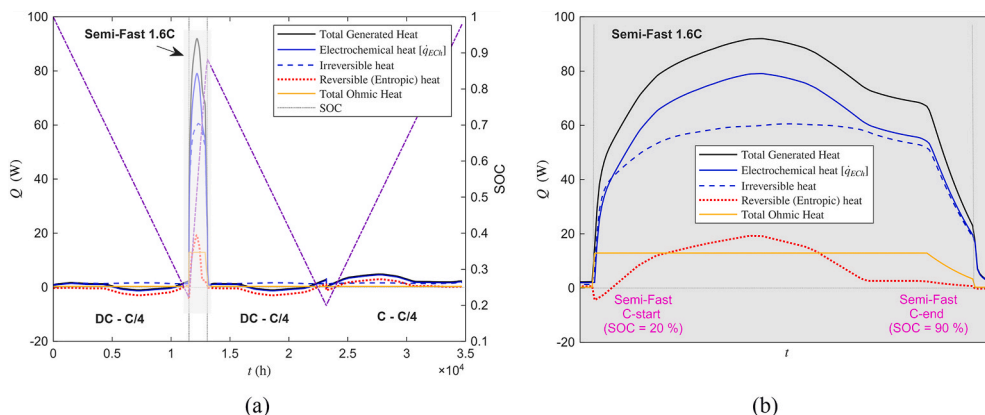 Semi-Fast 1.6C
Total Generated Heat
Electrochemical heat [q̇ECh]
Irreversible heat
Reversible (Entropic) heat
Total Ohmic Heat
SOC
100
80
60
40
20
0
-20
Q (W)
1
0.9
0.8
0.7
0.6
0.5
0.4
0.3
0.2
0.1
SOC
DC - C/4
DC - C/4
C - C/4
0
0.5
1
1.5
2
2.5
3
3.5
t (h)
×10⁴
(a)
Semi-Fast 1.6C
100
80
60
40
20
0
-20
Q (W)
Total Generated Heat
Electrochemical heat [q̇ECh]
Irreversible heat
Reversible (Entropic) heat
Total Ohmic Heat
Semi-Fast
C-start
(SOC = 20 %)
Semi-Fast
C-end
(SOC = 90 %)
t
(b)